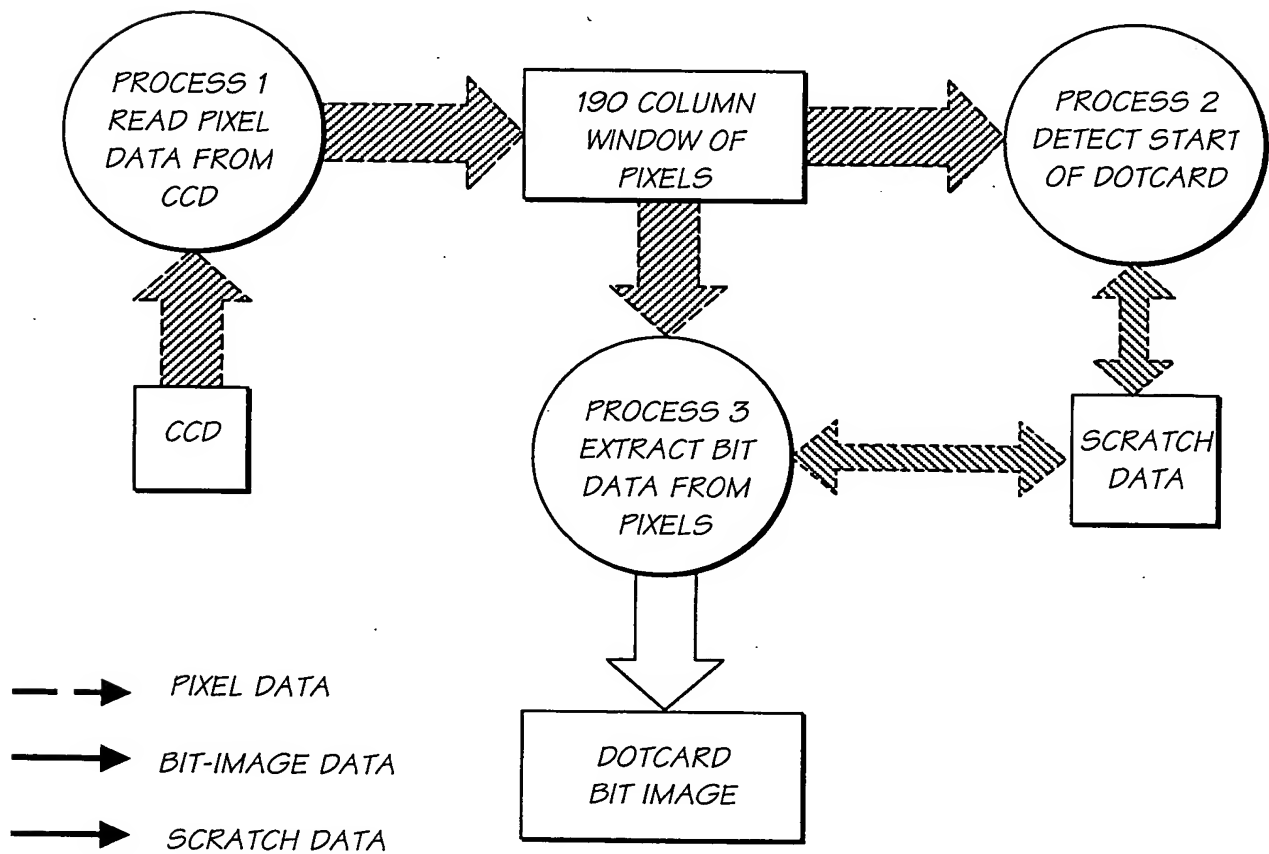 PROCESS 1
READ PIXEL
DATA FROM
CCD
190 COLUMN
WINDOW OF
PIXELS
PROCESS 2
DETECT START
OF DOTCARD
CCD
PROCESS 3
EXTRACT BIT
DATA FROM
PIXELS
SCRATCH
DATA
PIXEL DATA
BIT-IMAGE DATA
SCRATCH DATA
DOTCARD
BIT IMAGE